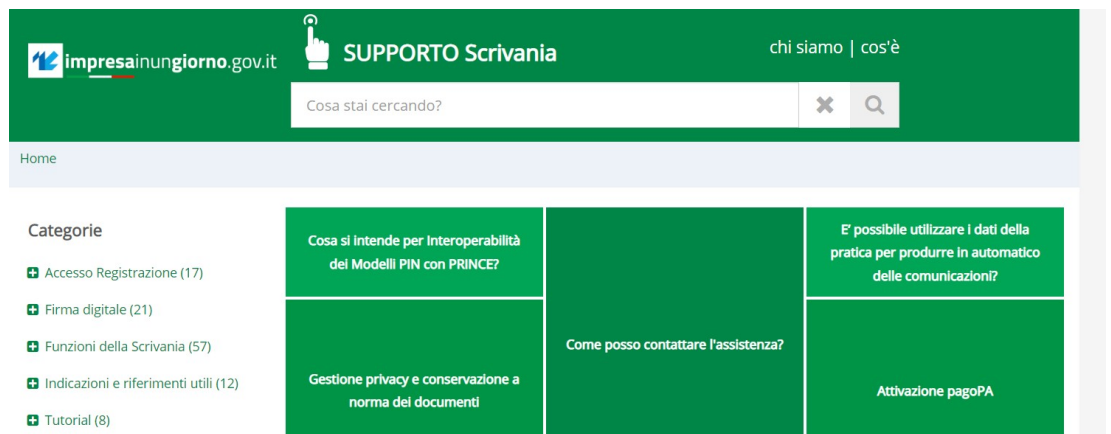 impresainungiorno.gov.it
SUPPORTO Scrivania
chi siamo | cos'è
Cosa stai cercando?
Home
Categorie
Accesso Registrazione (17)
Firma digitale (21)
Funzioni della Scrivania (57)
Indicazioni e riferimenti utili (12)
Tutorial (8)
Cosa si intende per Interoperabilità
dei Modelli PIN con PRINCE?
Gestione privacy e conservazione a
norma dei documenti
Come posso contattare l'assistenza?
E' possibile utilizzare i dati della
pratica per produrre in automatico
delle comunicazioni?
Attivazione pagoPA